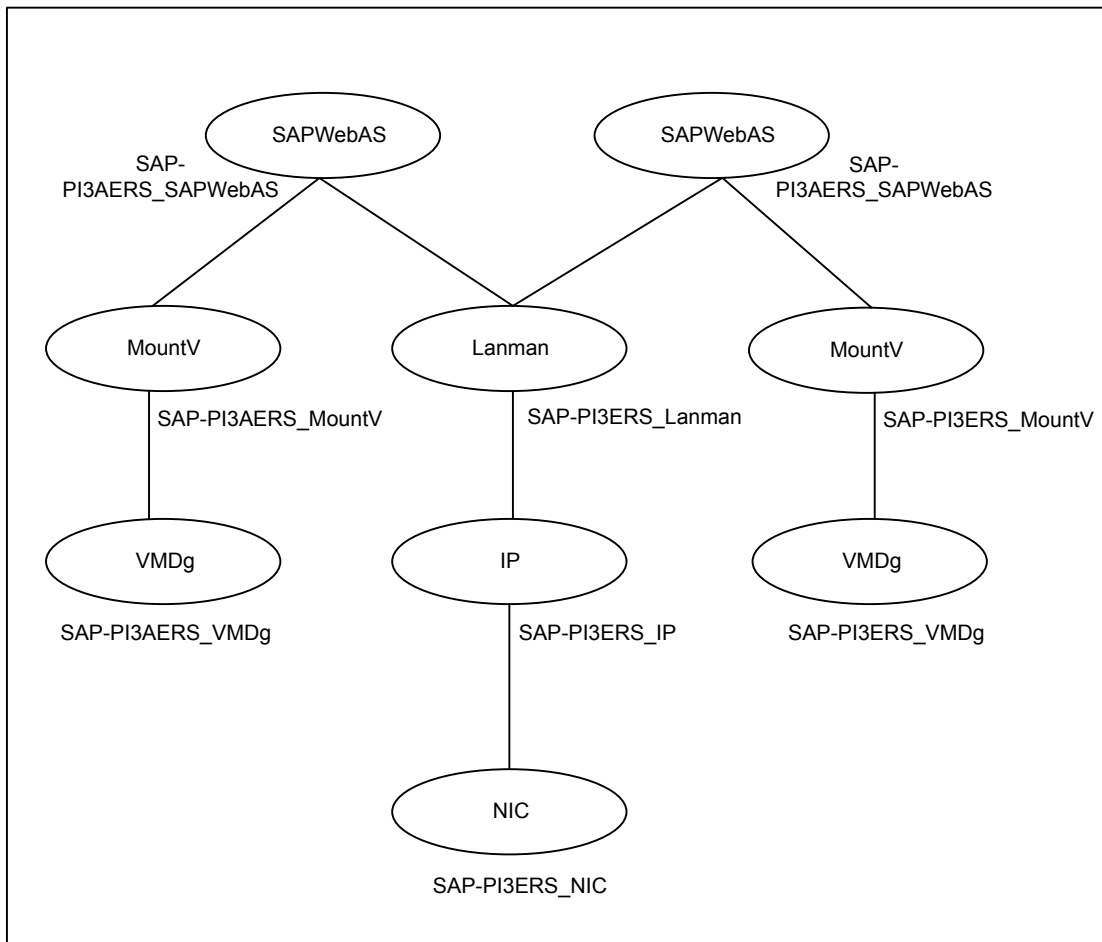 SAPWebAS
SAPWebAS
SAP-
PI3AERS_SAPWebAS
SAP-
PI3AERS_SAPWebAS
MountV
Lanman
MountV
SAP-PI3AERS_MountV
SAP-PI3ERS_Lanman
SAP-PI3ERS_MountV
VMDg
IP
VMDg
SAP-PI3AERS_VMDg
SAP-PI3ERS_IP
SAP-PI3ERS_VMDg
NIC
SAP-PI3ERS_NIC